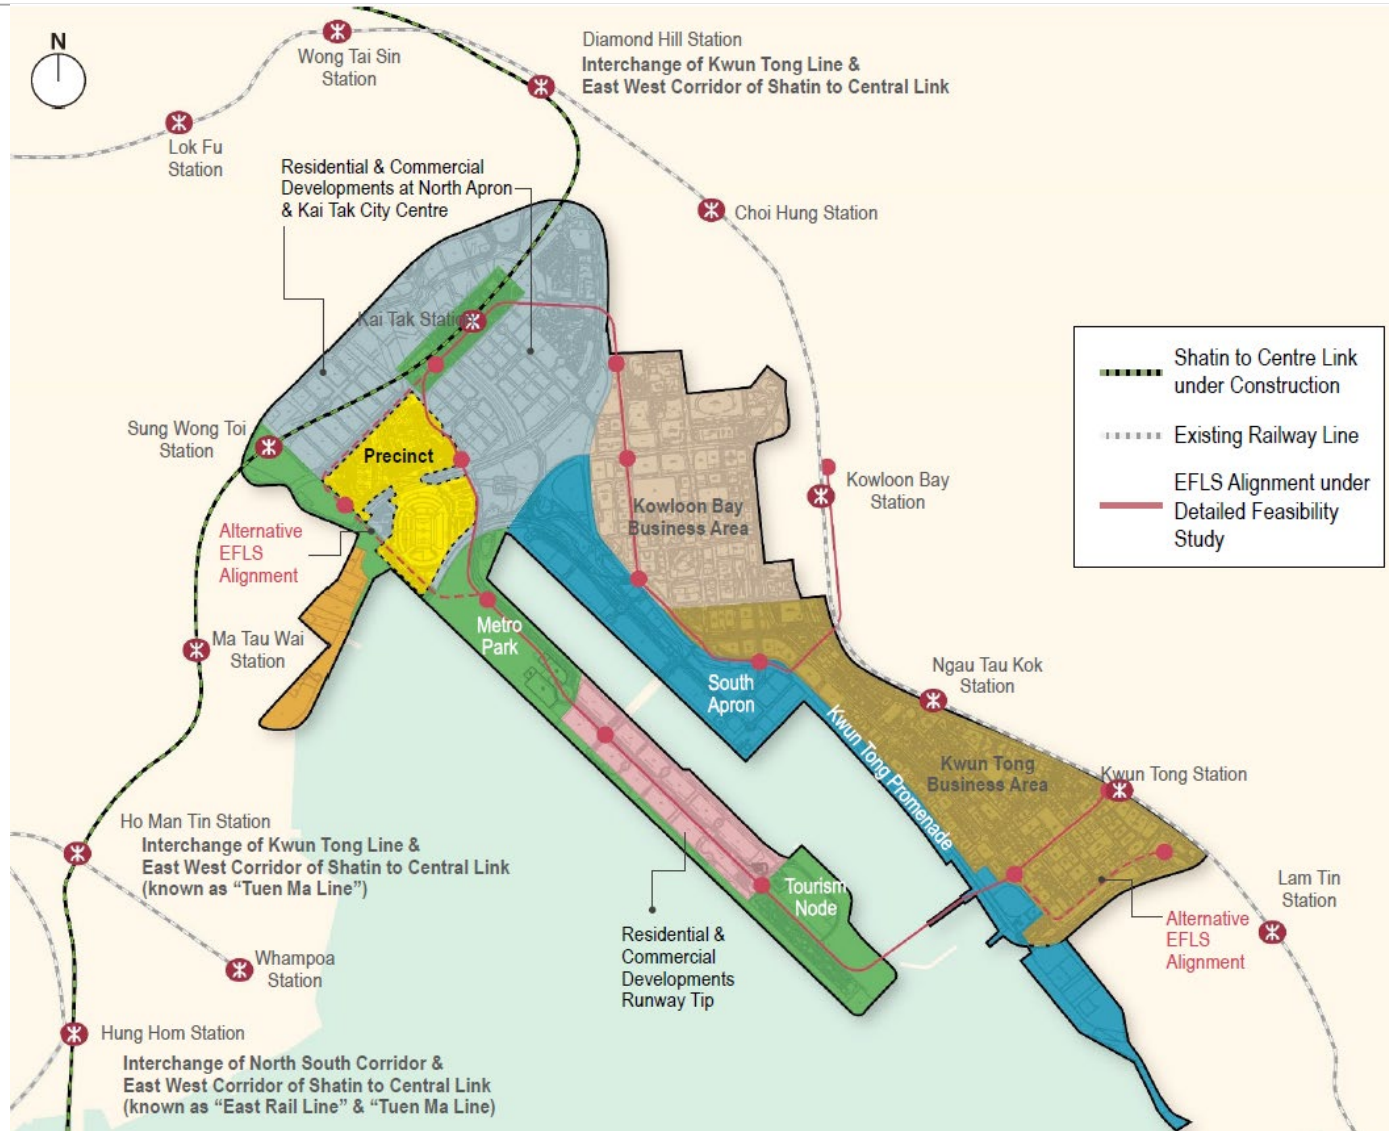 N
Wong Tai Sin
Station
Diamond Hill Station
Interchange of Kwun Tong Line &
East West Corridor of Shatin to Central Link
Lok Fu
Station
Residential & Commercial
Developments at North Apron
& Kai Tak City Centre
Choi Hung Station
Kai Tak Station
Shatin to Centre Link
under Construction
Existing Railway Line
EFLS Alignment under
Detailed Feasibility
Study
Sung Wong Toi
Station
Precinct
Kowloon Bay
Station
Kowloon Bay
Business Area
Alternative
EFLS
Alignment
Metro
Park
Ma Tau Wai
Station
South
Apron
Ngau Tau Kok
Station
Kwun Tong Promenade
Kwun Tong
Business Area
Kwun Tong Station
Ho Man Tin Station
Interchange of Kwun Tong Line &
East West Corridor of Shatin to Central Link
(known as “Tuen Ma Line”)
Tourism
Node
Lam Tin
Station
Alternative
EFLS
Alignment
Residential &
Commercial
Developments
Runway Tip
Whampoa
Station
Hung Hom Station
Interchange of North South Corridor &
East West Corridor of Shatin to Central Link
(known as “East Rail Line” & “Tuen Ma Line)